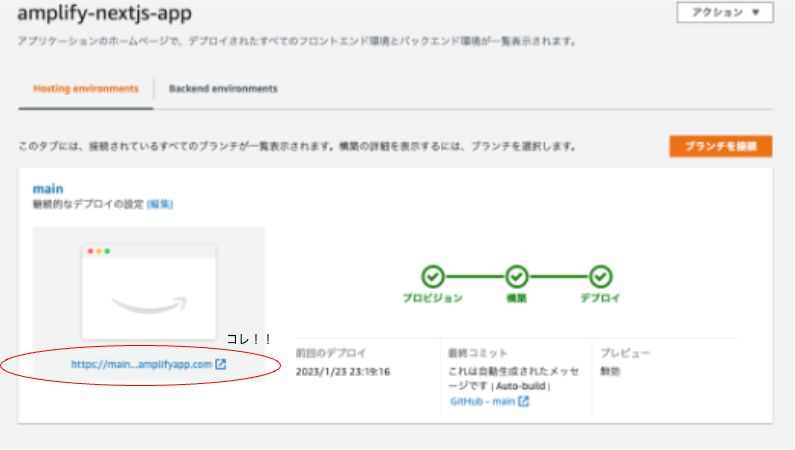 amplify-nextjs-app
アクション ▼
アプリケーションのホームページで、デプロイされたすべてのフロントエンド環境とバックエンド環境が一覧表示されます。
Hosting environments
Backend environments
このタブには、接続されているすべてのブランチが一覧表示されます。構築の詳細を表示するには、ブランチを選択します。
ブランチを接続
main
継続的なデプロイの設定 (編集)
プロビジョン
構築
デプロイ
コレ！！
https://main...amplifyapp.com
前回のデプロイ
2023/1/23 23:19:16
最終コミット
これは自動生成されたメッセ
ージです | Auto-build |
GitHub - main
プレビュー
無効